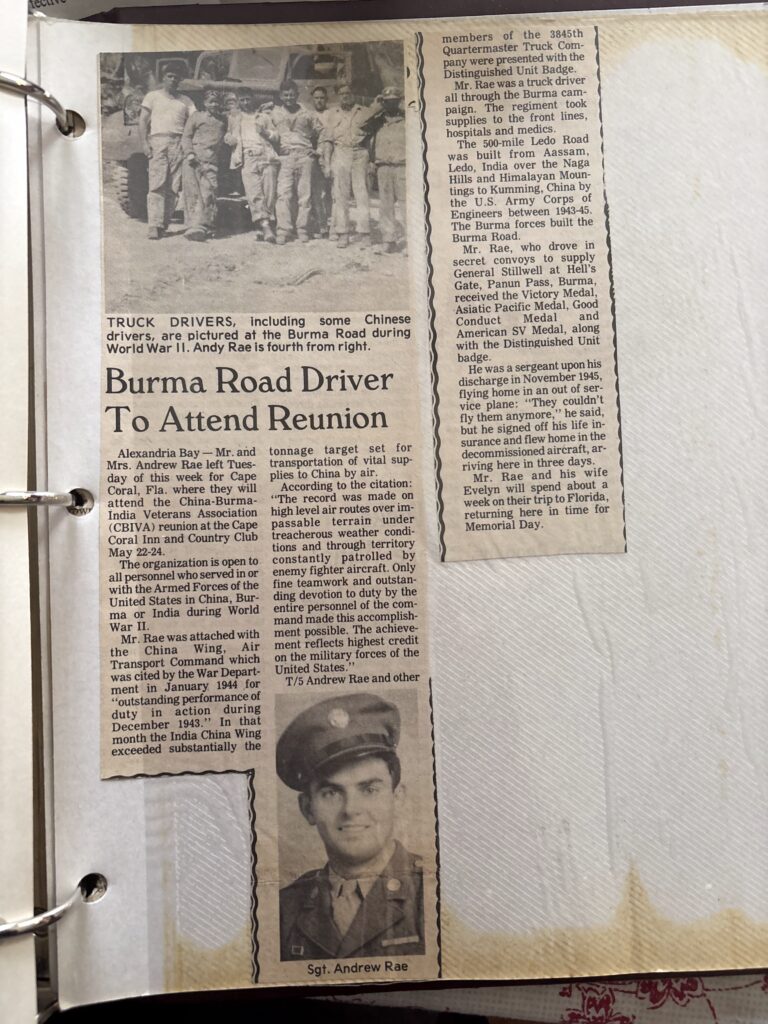 TRUCK DRIVERS, including some Chinese
drivers, are pictured at the Burma Road during
World War II. Andy Rae is fourth from right.
Burma Road Driver
To Attend Reunion
Alexandria Bay — Mr. and
Mrs. Andrew Rae left Tues-
day of this week for Cape
Coral, Fla. where they will
attend the China-Burma-
India Veterans Association
(CBIVA) reunion at the Cape
Coral Inn and Country Club
May 22-24.
The organization is open to
all personnel who served in or
with the Armed Forces of the
United States in China, Bur-
ma or India during World
War II.
Mr. Rae was attached with
the China Wing, Air
Transport Command which
was cited by the War Depart-
ment in January 1944 for
"outstanding performance of
duty in action during
December 1943." In that
month the India China Wing
exceeded substantially the
tonnage target set for
transportation of vital sup-
plies to China by air.
According to the citation:
"The record was made on
high level air routes over im-
passable terrain under
treacherous weather condi-
tions and through territory
constantly patrolled by
enemy fighter aircraft. Only
fine teamwork and outstan-
ding devotion to duty by the
entire personnel of the com-
mand made this accomplish-
ment possible. The achieve-
ment reflects highest credit
on the military forces of the
United States."
T/5 Andrew Rae and other
Sgt. Andrew Rae
members of the 3845th
Quartermaster Truck Com-
pany were presented with the
Distinguished Unit Badge.
Mr. Rae was a truck driver
all through the Burma cam-
paign. The regiment took
supplies to the front lines,
hospitals and medics.
The 500-mile Ledo Road
was built from Aassam,
Ledo, India over the Naga
Hills and Himalayan Moun-
tings to Kumming, China by
the U.S. Army Corps of
Engineers between 1943-45.
The Burma forces built the
Burma Road.
Mr. Rae, who drove in
secret convoys to supply
General Stillwell at Hell's
Gate, Panun Pass, Burma,
received the Victory Medal,
Asiatic Pacific Medal, Good
Conduct Medal and
American SV Medal, along
with the Distinguished Unit
badge.
He was a sergeant upon his
discharge in November 1945,
flying home in an out of ser-
vice plane: "They couldn't
fly them anymore," he said,
but he signed off his life in-
surance and flew home in the
decommissioned aircraft, ar-
riving here in three days.
Mr. Rae and his wife
Evelyn will spend about a
week on their trip to Florida,
returning here in time for
Memorial Day.